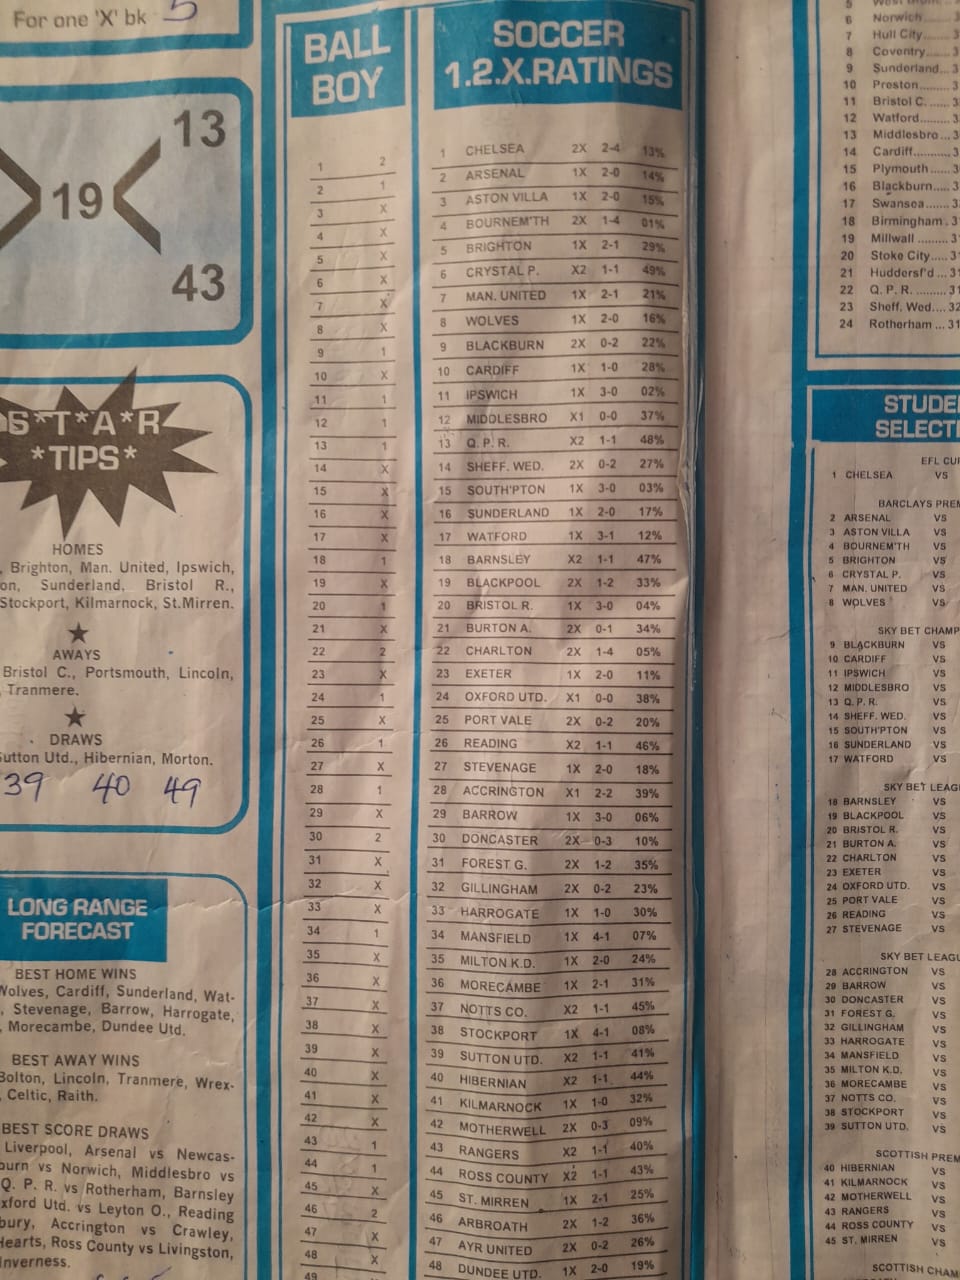 For one 'X' bk 5
13
19
43
S*T*A*R
*TIPS*
HOMES
, Brighton, Man. United, Ipswich,
on, Sunderland, Bristol R.,
Stockport, Kilmarnock, St.Mirren.
AWAYS
Bristol C., Portsmouth, Lincoln,
, Tranmere.
DRAWS
Sutton Utd., Hibernian, Morton.
39 40 49
LONG RANGE
FORECAST
BEST HOME WINS
Wolves, Cardiff, Sunderland, Wat-
, Stevenage, Barrow, Harrogate,
, Morecambe, Dundee Utd.
BEST AWAY WINS
Bolton, Lincoln, Tranmere, Wrex-
, Celtic, Raith.
BEST SCORE DRAWS
Liverpool, Arsenal vs Newcas-
burn vs Norwich, Middlesbro vs
Q. P. R. vs Rotherham, Barnsley
xford Utd. vs Leyton O., Reading
bury, Accrington vs Crawley,
Hearts, Ross County vs Livingston,
Inverness.
BALL
BOY
1 2
2 1
3 X
4 X
5 X
6 X
7 X
8 X
9 1
10 X
11 1
12 1
13 1
14 X
15 X
16 X
17 X
18 1
19 X
20 1
21 X
22 2
23 X
24 1
25 X
26 1
27 X
28 1
29 X
30 2
31 X
32 X
33 X
34 1
35 X
36 X
37 X
38 X
39 X
40 X
41 X
42 X
43 1
44 1
45 X
46 2
47 X
48 X
49
SOCCER
1.2.X.RATINGS
1 CHELSEA 2X 2-4 13%
2 ARSENAL 1X 2-0 14%
3 ASTON VILLA 1X 2-0 15%
4 BOURNEM'TH 2X 1-4 01%
5 BRIGHTON 1X 2-1 29%
6 CRYSTAL P. X2 1-1 49%
7 MAN. UNITED 1X 2-1 21%
8 WOLVES 1X 2-0 16%
9 BLACKBURN 2X 0-2 22%
10 CARDIFF 1X 1-0 28%
11 IPSWICH 1X 3-0 02%
12 MIDDLESBRO X1 0-0 37%
13 Q. P. R. X2 1-1 48%
14 SHEFF. WED. 2X 0-2 27%
15 SOUTH'PTON 1X 3-0 03%
16 SUNDERLAND 1X 2-0 17%
17 WATFORD 1X 3-1 12%
18 BARNSLEY X2 1-1 47%
19 BLACKPOOL 2X 1-2 33%
20 BRISTOL R. 1X 3-0 04%
21 BURTON A. 2X 0-1 34%
22 CHARLTON 2X 1-4 05%
23 EXETER 1X 2-0 11%
24 OXFORD UTD. X1 0-0 38%
25 PORT VALE 2X 0-2 20%
26 READING X2 1-1 46%
27 STEVENAGE 1X 2-0 18%
28 ACCRINGTON X1 2-2 39%
29 BARROW 1X 3-0 06%
30 DONCASTER 2X 0-3 10%
31 FOREST G. 2X 1-2 35%
32 GILLINGHAM 2X 0-2 23%
33 HARROGATE 1X 1-0 30%
34 MANSFIELD 1X 4-1 07%
35 MILTON K.D. 1X 2-0 24%
36 MORECAMBE 1X 2-1 31%
37 NOTTS CO. X2 1-1 45%
38 STOCKPORT 1X 4-1 08%
39 SUTTON UTD. X2 1-1 41%
40 HIBERNIAN X2 1-1 44%
41 KILMARNOCK 1X 1-0 32%
42 MOTHERWELL 2X 0-3 09%
43 RANGERS X2 1-1 40%
44 ROSS COUNTY X2 1-1 43%
45 ST. MIRREN 1X 2-1 25%
46 ARBROATH 2X 1-2 36%
47 AYR UNITED 2X 0-2 26%
48 DUNDEE UTD. 1X 2-0 19%
5
6 Norwich
7 Hull City 3
8 Coventry 3
9 Sunderland... 3
10 Preston......... 3
11 Bristol C. ...... 3
12 Watford......... 3
13 Middlesbro... 3
14 Cardiff........... 3
15 Plymouth ..... 3
16 Blackburn..... 3
17 Swansea....... 3
18 Birmingham . 3
19 Millwall ......... 3
20 Stoke City..... 31
21 Huddersf'd ... 31
22 Q. P. R. ......... 31
23 Sheff. Wed.... 32
24 Rotherham ... 31
STUDE
SELECTI
EFL CUP
1 CHELSEA VS
BARCLAYS PREM
2 ARSENAL VS
3 ASTON VILLA VS
4 BOURNEM'TH VS
5 BRIGHTON VS
6 CRYSTAL P. VS
7 MAN. UNITED VS
8 WOLVES VS
SKY BET CHAMP
9 BLACKBURN VS
10 CARDIFF VS
11 IPSWICH VS
12 MIDDLESBRO VS
13 Q. P. R. VS
14 SHEFF. WED. VS
15 SOUTH'PTON VS
16 SUNDERLAND VS
17 WATFORD VS
SKY BET LEAG
18 BARNSLEY VS
19 BLACKPOOL VS
20 BRISTOL R. VS
21 BURTON A. VS
22 CHARLTON VS
23 EXETER VS
24 OXFORD UTD. VS
25 PORT VALE VS
26 READING VS
27 STEVENAGE VS
SKY BET LEAGU
28 ACCRINGTON VS
29 BARROW VS
30 DONCASTER VS
31 FOREST G. VS
32 GILLINGHAM VS
33 HARROGATE VS
34 MANSFIELD VS
35 MILTON K.D. VS
36 MORECAMBE VS
37 NOTTS CO. VS
38 STOCKPORT VS
39 SUTTON UTD. VS
SCOTTISH PREM
40 HIBERNIAN VS
41 KILMARNOCK VS
42 MOTHERWELL VS
43 RANGERS VS
44 ROSS COUNTY VS
45 ST. MIRREN VS
SCOTTISH CHAM